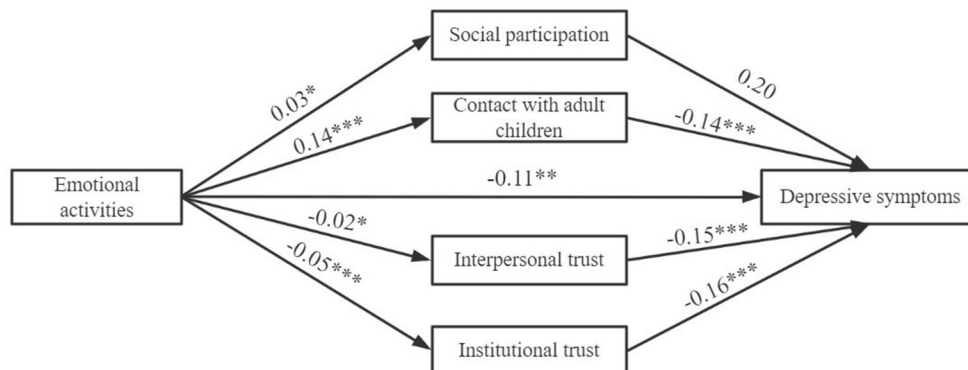 Social participation
0.03*
0.20
Contact with adult
children
0.14***
-0.14***
Emotional
activities
-0.11**
Depressive symptoms
-0.02*
-0.15***
Interpersonal trust
-0.05***
-0.16***
Institutional trust